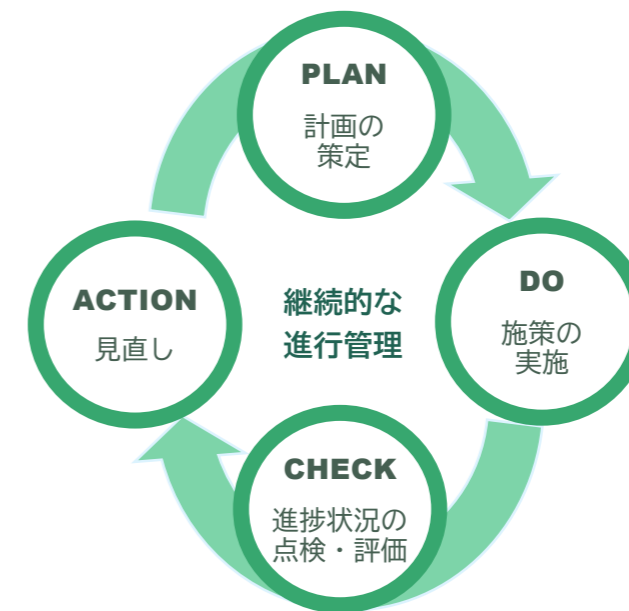 PLAN
計画の
策定
DO
施策の
実施
CHECK
進捗状況の
点検・評価
ACTION
見直し
継続的な
進行管理